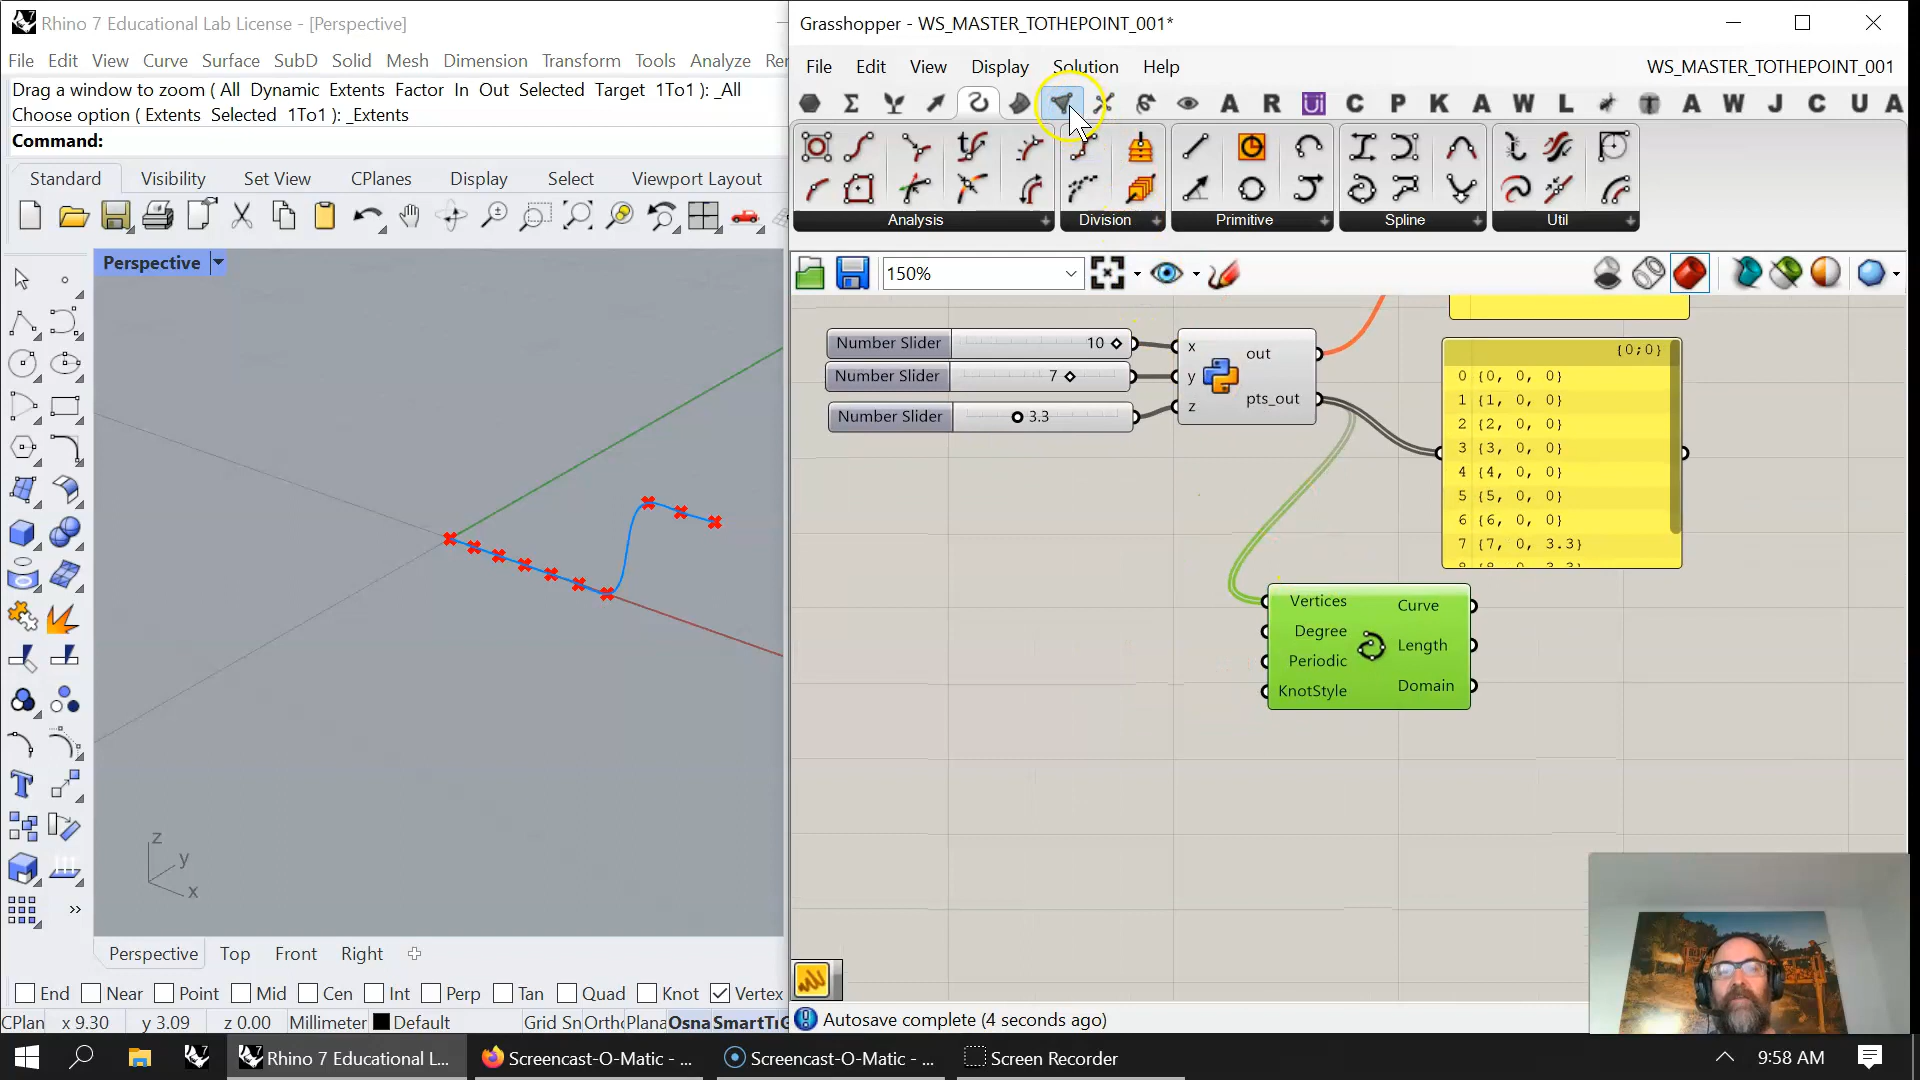 Rhino 7 Educational Lab License - [Perspective]
File Edit View Curve Surface SubD Solid Mesh Dimension Transform Tools Analyze Rer
Drag a window to zoom ( All Dynamic Extents Factor In Out Selected Target 1To1 ): _All
Choose option ( Extents Selected 1To1 ): _Extents
Command:
Standard Visibility Set View CPlanes Display Select Viewport Layout
Perspective
z
y
x
Perspective Top Front Right
End Near Point Mid Cen Int Perp Tan Quad Knot Vertex
CPlan x 9.30 y 3.09 z 0.00 Millimeter Default Grid Sn Ortho Plana Osna SmartTr G
Grasshopper - WS_MASTER_TOTHEPOINT_001*
File Edit View Display Solution Help WS_MASTER_TOTHEPOINT_001
A R Uji C P K A W L A W J C U A
Analysis Division Primitive Spline Util
150%
Number Slider 10
Number Slider 7
Number Slider 3.3
x
y
z
out
pts_out
{0;0}
0 {0, 0, 0}
1 {1, 0, 0}
2 {2, 0, 0}
3 {3, 0, 0}
4 {4, 0, 0}
5 {5, 0, 0}
6 {6, 0, 0}
7 {7, 0, 3.3}
8 {8, 0, 3.3}
Vertices Curve
Degree Length
Periodic Domain
KnotStyle
Autosave complete (4 seconds ago)
Rhino 7 Educational L... Screencast-O-Matic - ... Screencast-O-Matic - ... Screen Recorder 9:58 AM